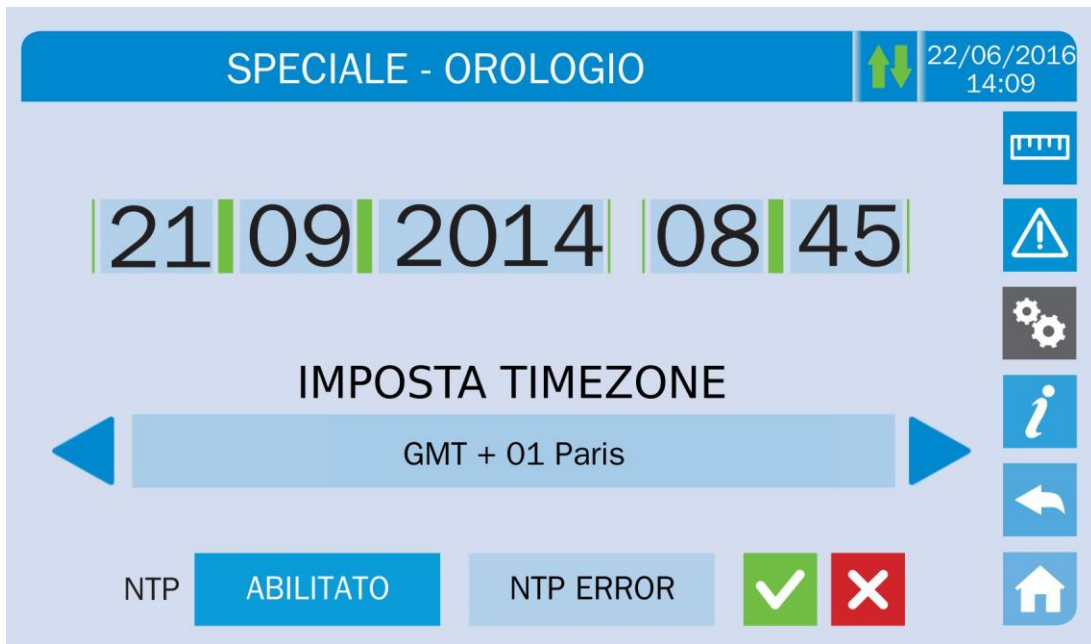 SPECIALE - OROLOGIO
22/06/2016
14:09
21 09 2014 08 45
IMPOSTA TIMEZONE
GMT + 01 Paris
NTP ABILITATO NTP ERROR